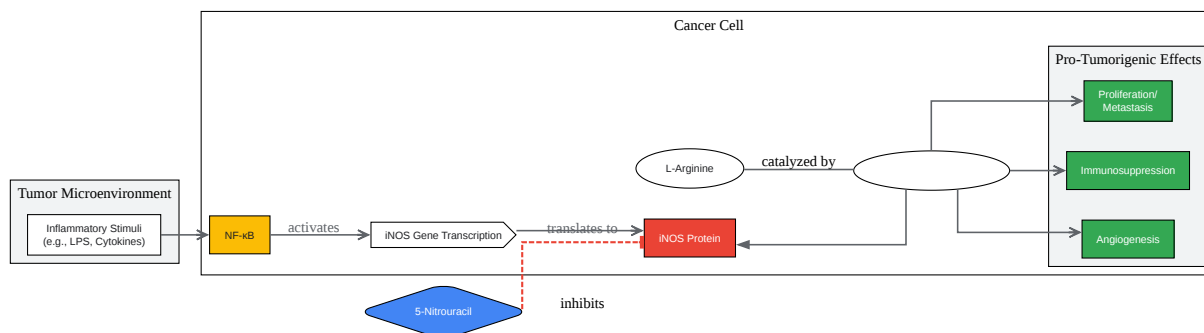 Cancer Cell
Pro-Tumorigenic Effects
Proliferation/
Metastasis
L-Arginine
catalyzed by
Immunosuppression
Tumor Microenvironment
Inflammatory Stimuli
(e.g., LPS, Cytokines)
NF-κB
activates
iNOS Gene Transcription
translates to
iNOS Protein
Angiogenesis
5-Nitrouracil
inhibits